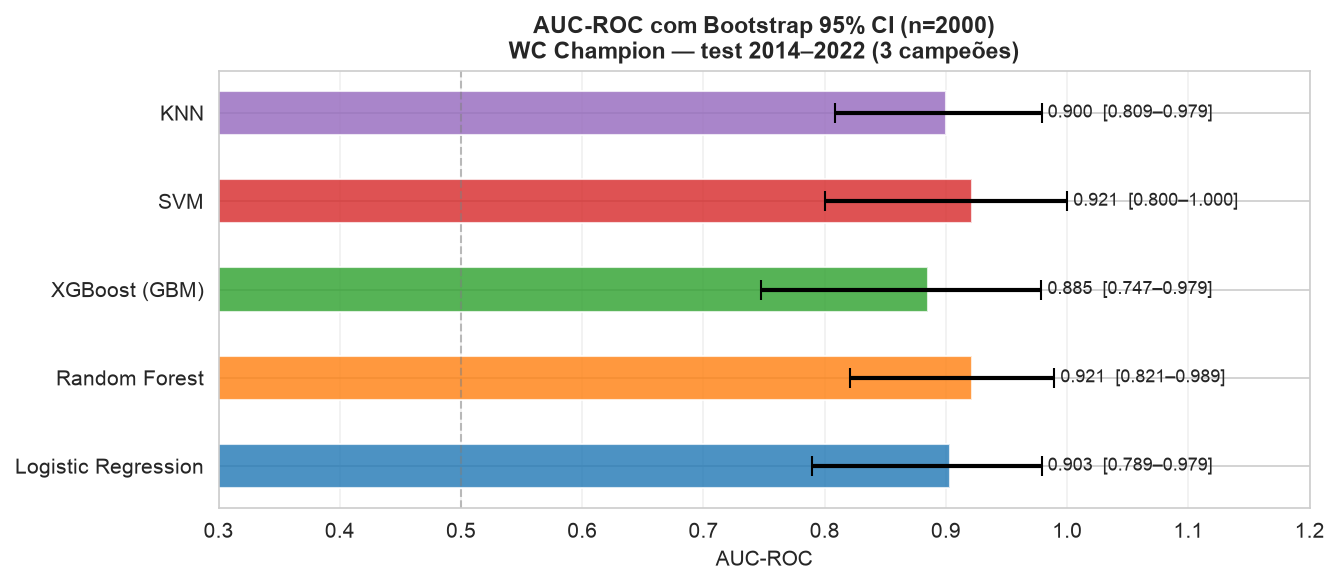 AUC-ROC com Bootstrap 95% CI (n=2000)
WC Champion — test 2014–2022 (3 campeões)
KNN
0.900 [0.809–0.979]
SVM
0.921 [0.800–1.000]
XGBoost (GBM)
0.885 [0.747–0.979]
Random Forest
0.921 [0.821–0.989]
Logistic Regression
0.903 [0.789–0.979]
0.3 0.4 0.5 0.6 0.7 0.8 0.9 1.0 1.1 1.2
AUC-ROC